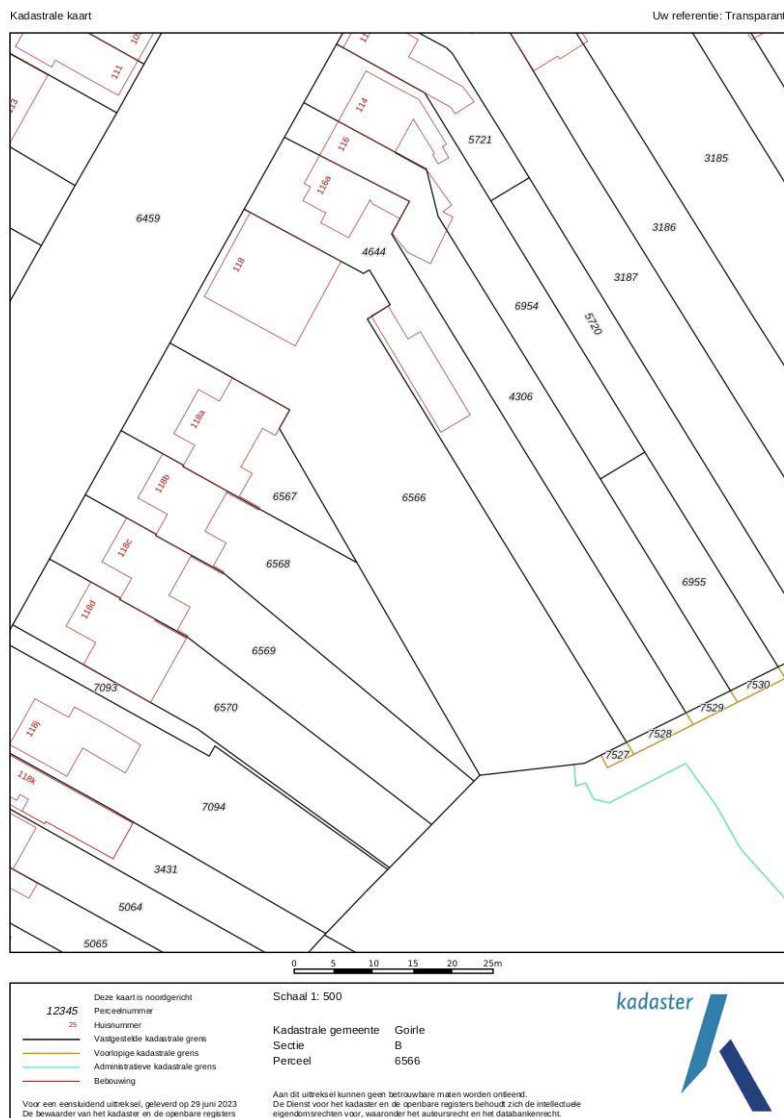 Kadastrale kaart Uw referentie: Transparant
111
114
5721
116
3185
116a
6459
3186
4644
118
3187
6954
5720
4306
118a
118b
6567
6566
118c
6568
6955
118d
6569
7093
6570
7530
7529
118j
7528
7527
118k
7094
3431
5064
5065
0 5 10 15 20 25m
Deze kaart is noordgericht
12345 Perceelnummer
25 Huisnummer
Vastgestelde kadastrale grens
Voorlopige kadastrale grens
Administratieve kadastrale grens
Bebouwing
Voor een eensluidend uittreksel, geleverd op 29 juni 2023
De bewaarder van het kadaster en de openbare registers
Schaal 1: 500
Kadastrale gemeente Goirle
Sectie B
Perceel 6566
Aan dit uittreksel kunnen geen betrouwbare maten worden ontleend.
De Dienst voor het kadaster en de openbare registers behoudt zich de intellectuele
eigendomsrechten voor, waaronder het auteursrecht en het databankenrecht.
kadaster